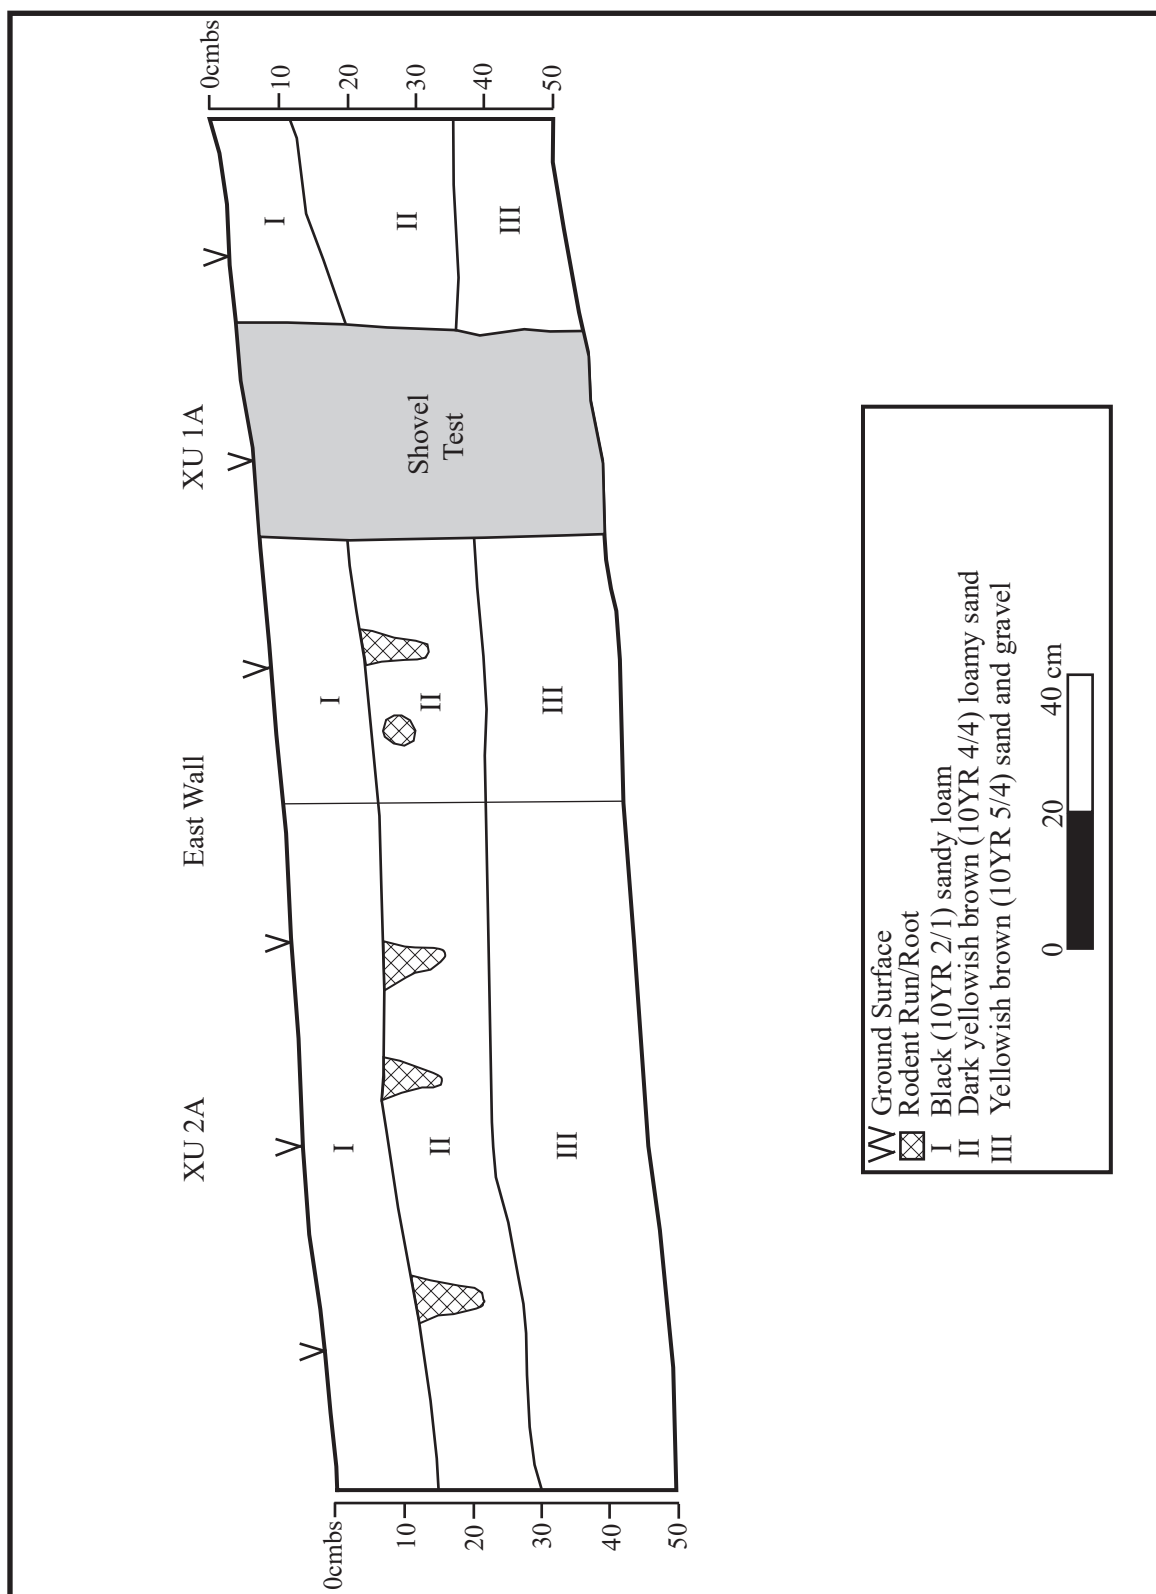 XU 2A
East Wall
XU 1A
0cmbs
10
20
30
40
50
0cmbs
10
20
30
40
50
I
I
I
II
II
II
III
III
III
Shovel
Test
V V Ground Surface
Rodent Run/Root
I Black (10YR 2/1) sandy loam
II Dark yellowish brown (10YR 4/4) loamy sand
III Yellowish brown (10YR 5/4) sand and gravel
0 20 40 cm